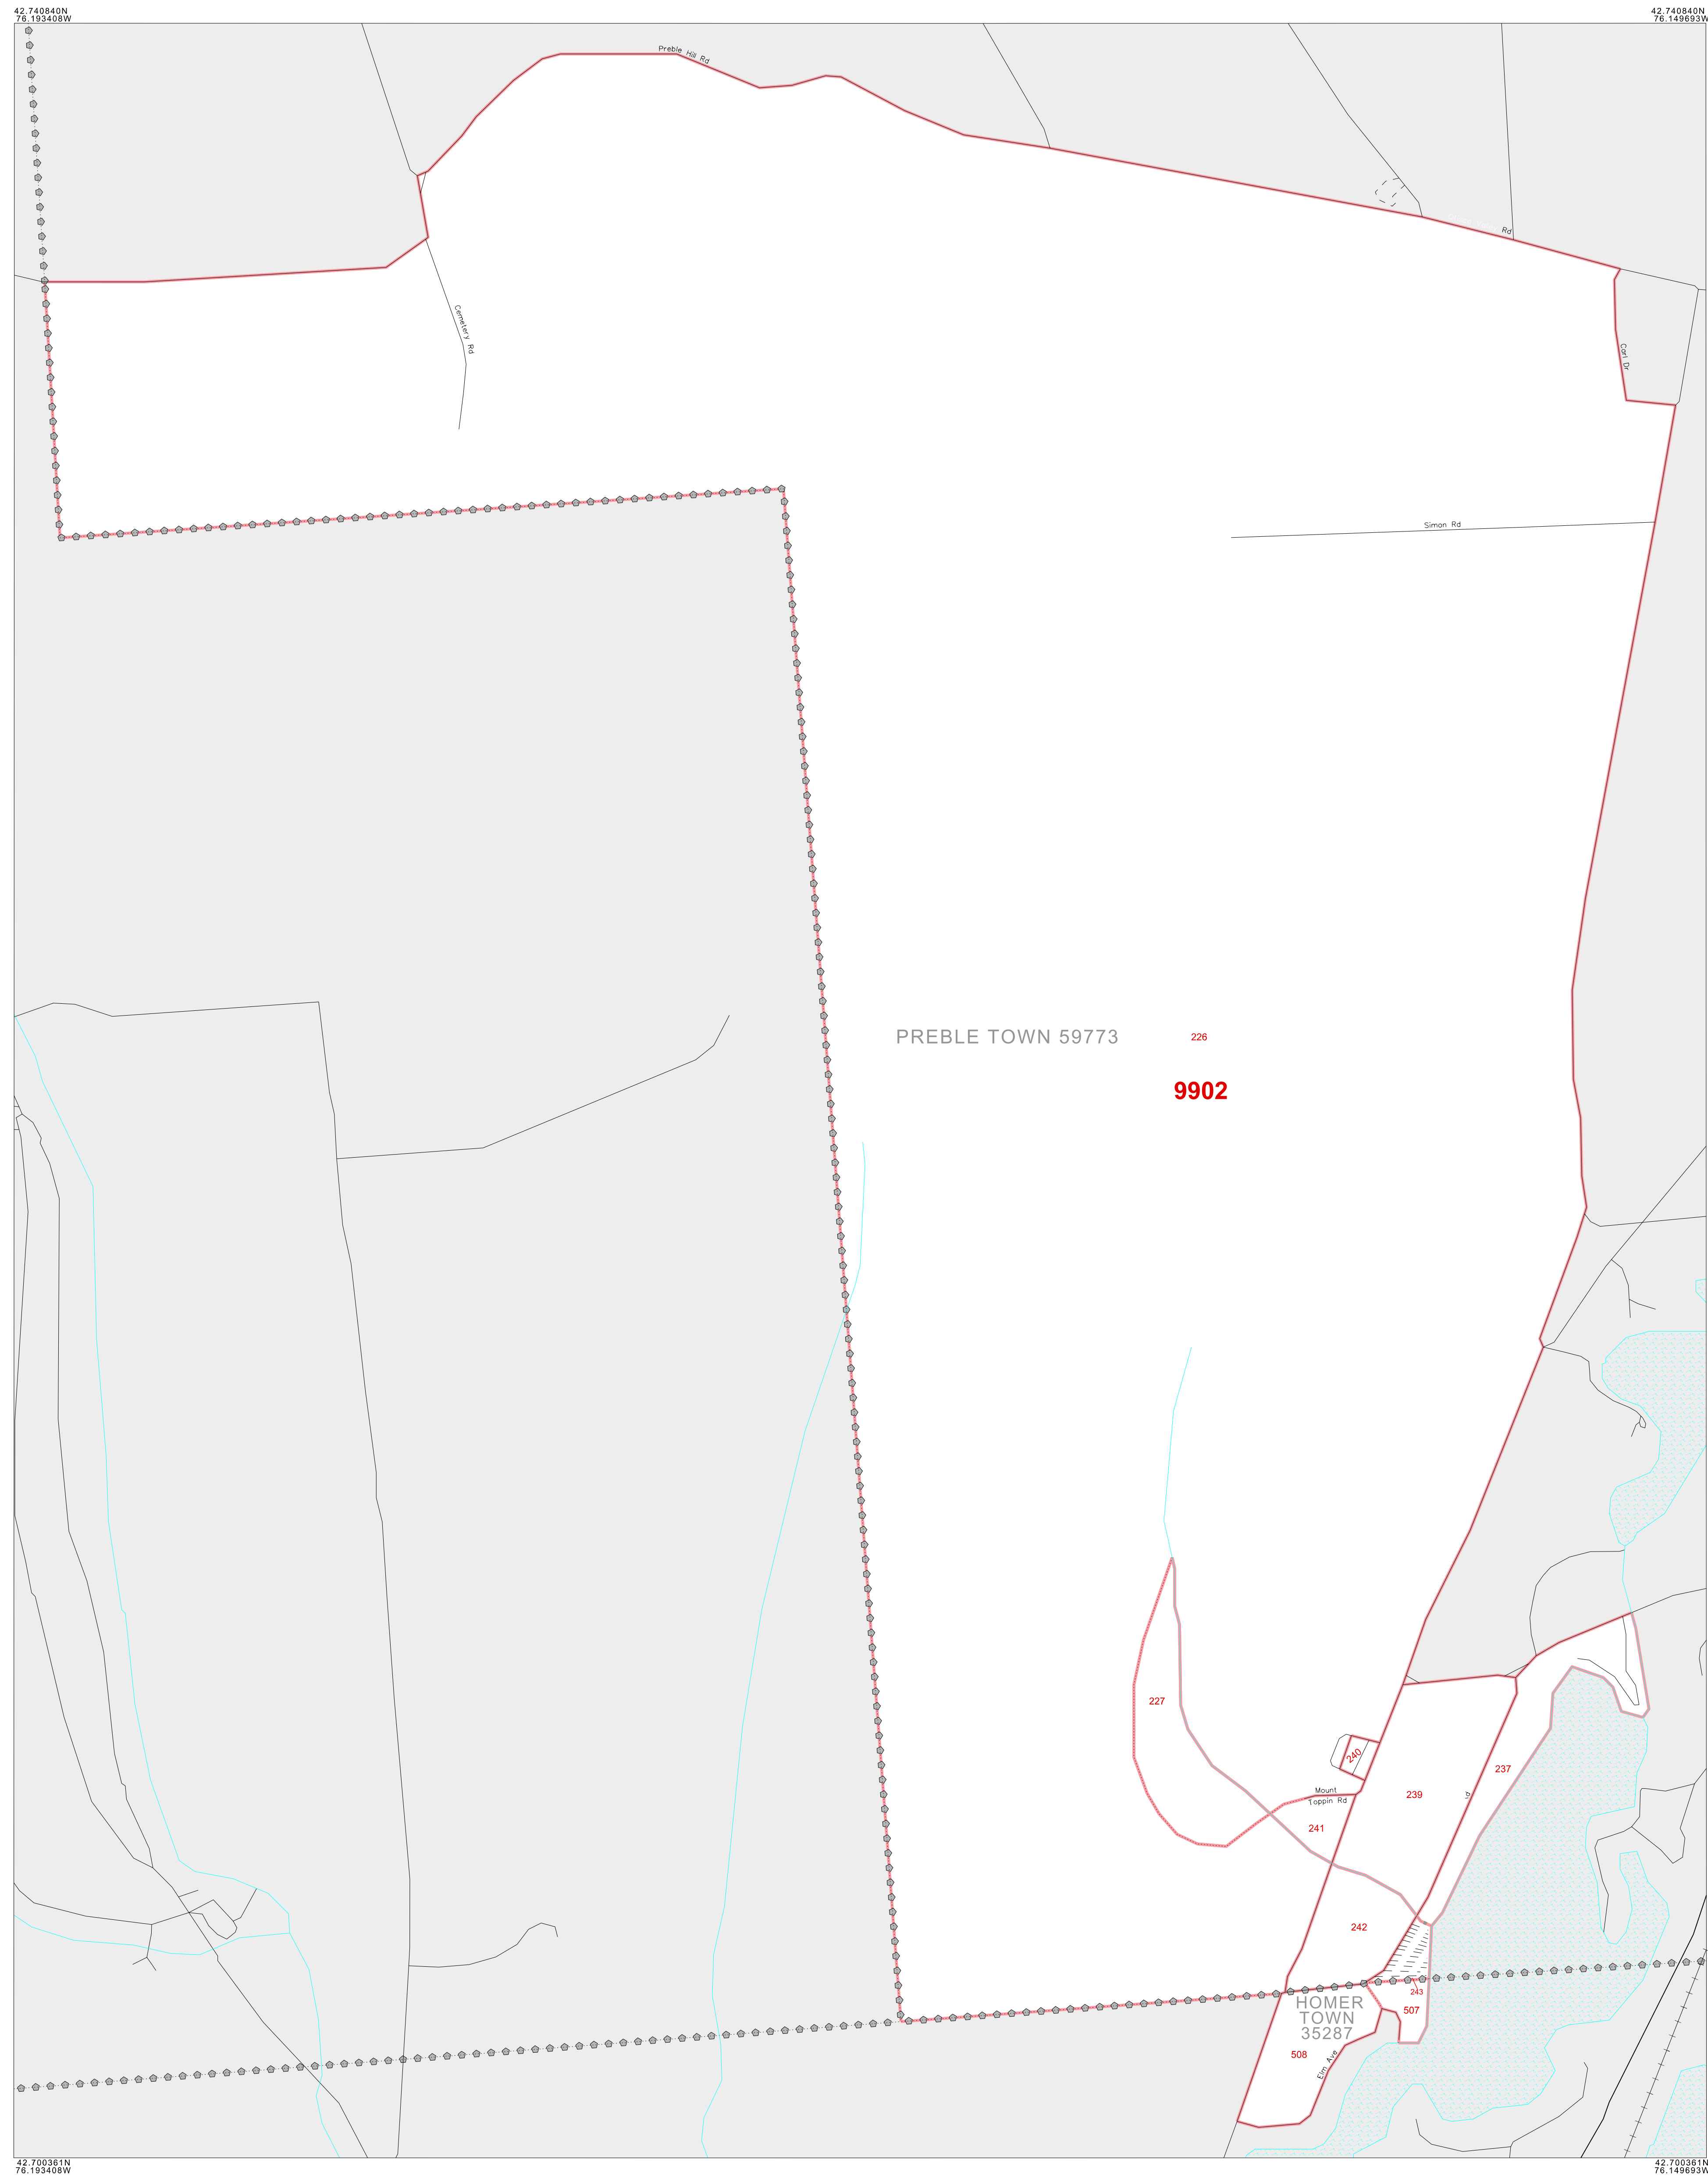 42.740840N
76.193408W
42.740840N
76.149693W
Preble Hill Rd
Rd
Cemetery Rd
Carl Dr
Simon Rd
PREBLE TOWN 59773
226
9902
227
240
237
239
Mount
Toppin Rd
241
242
243
507
HOMER
TOWN
35287
508
Elm Ave
42.700361N
76.193408W
42.700361N
76.149693W